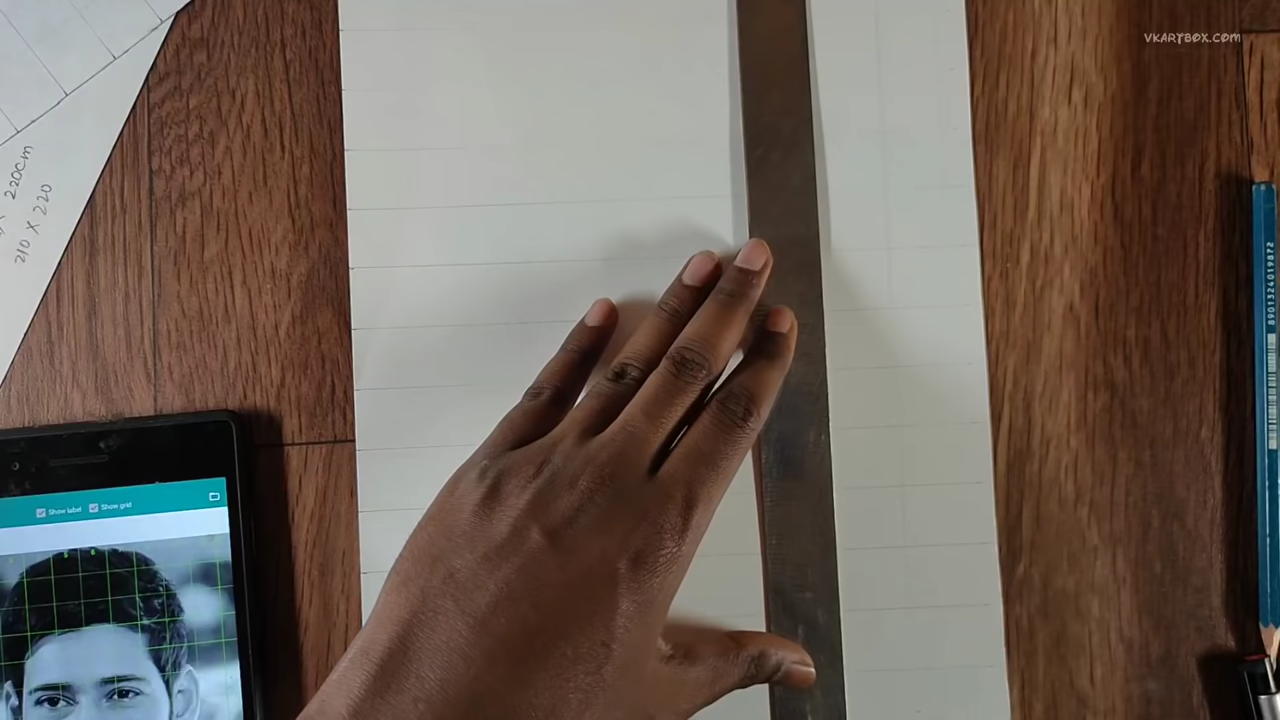 VKARTBOX.COM
220cm
210 X 220
8901324019872
Show label Show grid